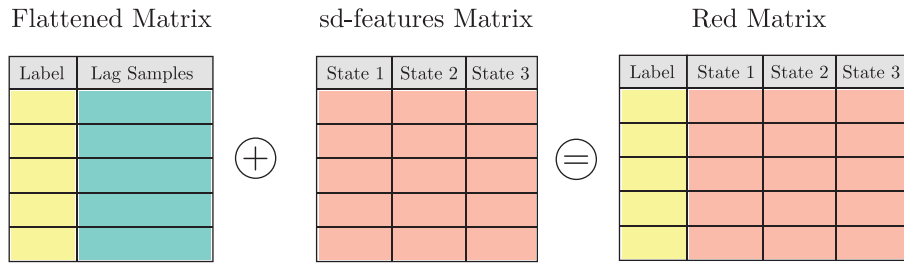 Flattened Matrix
sd-features Matrix
Red Matrix
Label Lag Samples
State 1 State 2 State 3
Label State 1 State 2 State 3
+
=